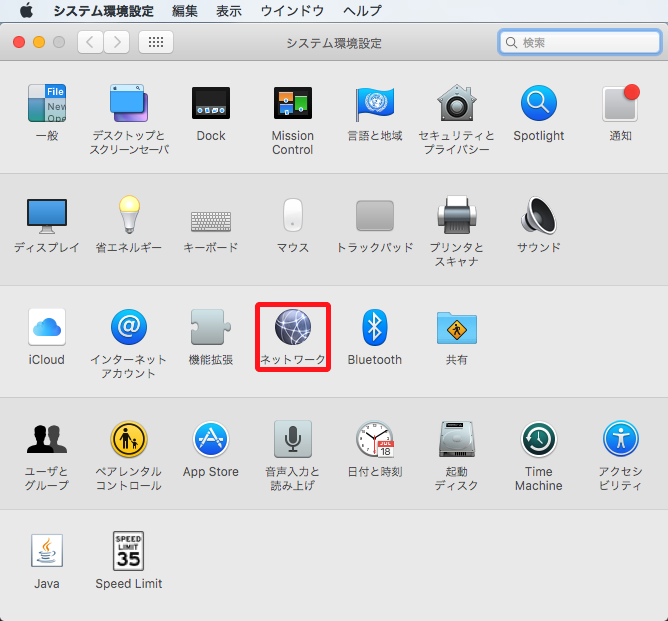 システム環境設定 編集 表示 ウインドウ ヘルプ
システム環境設定
検索
File
New
Ope
一般
デスクトップと
スクリーンセーバ
Dock
Mission
Control
言語と地域
セキュリティと
プライバシー
Spotlight
通知
ディスプレイ
省エネルギー
キーボード
マウス
トラックパッド
プリンタと
スキャナ
サウンド
iCloud
@
インターネット
アカウント
機能拡張
ネットワーク
Bluetooth
共有
ユーザと
グループ
ペアレンタル
コントロール
App Store
音声入力と
読み上げ
JUL
18
日付と時刻
起動
ディスク
Time
Machine
アクセシ
ビリティ
Java
SPEED
LIMIT
35
Speed Limit